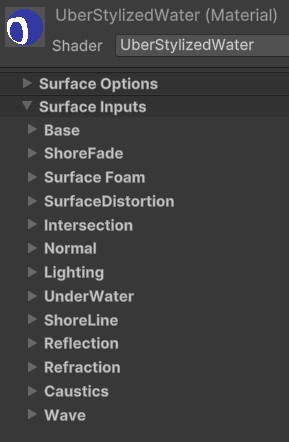 UberStylizedWater (Material)
Shader UberStylizedWater
Surface Options
Surface Inputs
Base
ShoreFade
Surface Foam
SurfaceDistortion
Intersection
Normal
Lighting
UnderWater
ShoreLine
Reflection
Refraction
Caustics
Wave